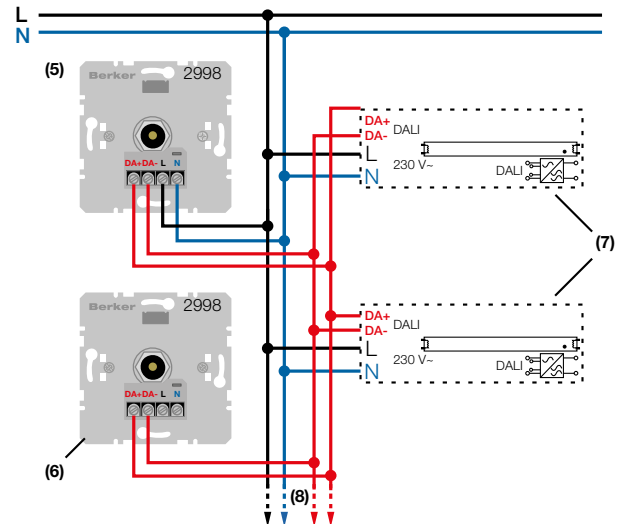 L
N
(5)
Berker 2998
DA+ DA- L N
DA+
DA- DALI
L
230 V~
N
DALI
(7)
Berker 2998
DA+ DA- L N
DA+
DA- DALI
L
230 V~
N
DALI
(6)
(8)